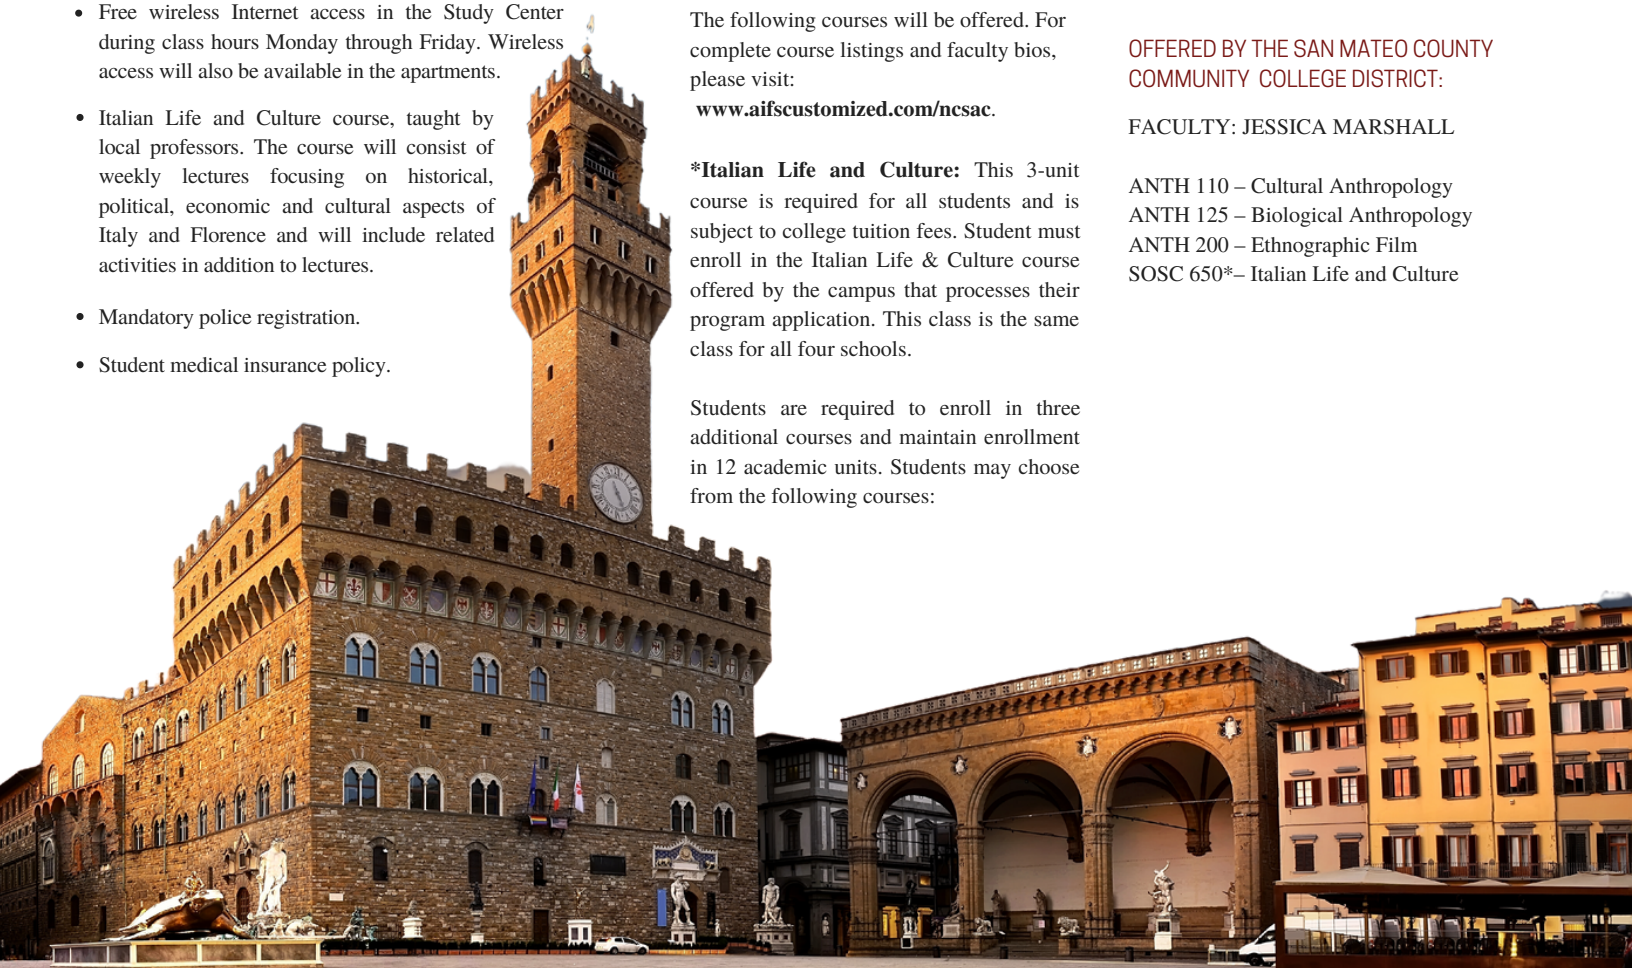 Free wireless Internet access in the Study Center
during class hours Monday through Friday. Wireless
access will also be available in the apartments.
Italian Life and Culture course, taught by
local professors. The course will consist of
weekly lectures focusing on historical,
political, economic and cultural aspects of
Italy and Florence and will include related
activities in addition to lectures.
Mandatory police registration.
Student medical insurance policy.
The following courses will be offered. For
complete course listings and faculty bios,
please visit:
www.aifscustomized.com/ncsac.
*Italian Life and Culture: This 3-unit
course is required for all students and is
subject to college tuition fees. Student must
enroll in the Italian Life & Culture course
offered by the campus that processes their
program application. This class is the same
class for all four schools.
Students are required to enroll in three
additional courses and maintain enrollment
in 12 academic units. Students may choose
from the following courses:
OFFERED BY THE SAN MATEO COUNTY
COMMUNITY COLLEGE DISTRICT:
FACULTY: JESSICA MARSHALL
ANTH 110 – Cultural Anthropology
ANTH 125 – Biological Anthropology
ANTH 200 – Ethnographic Film
SOSC 650*– Italian Life and Culture